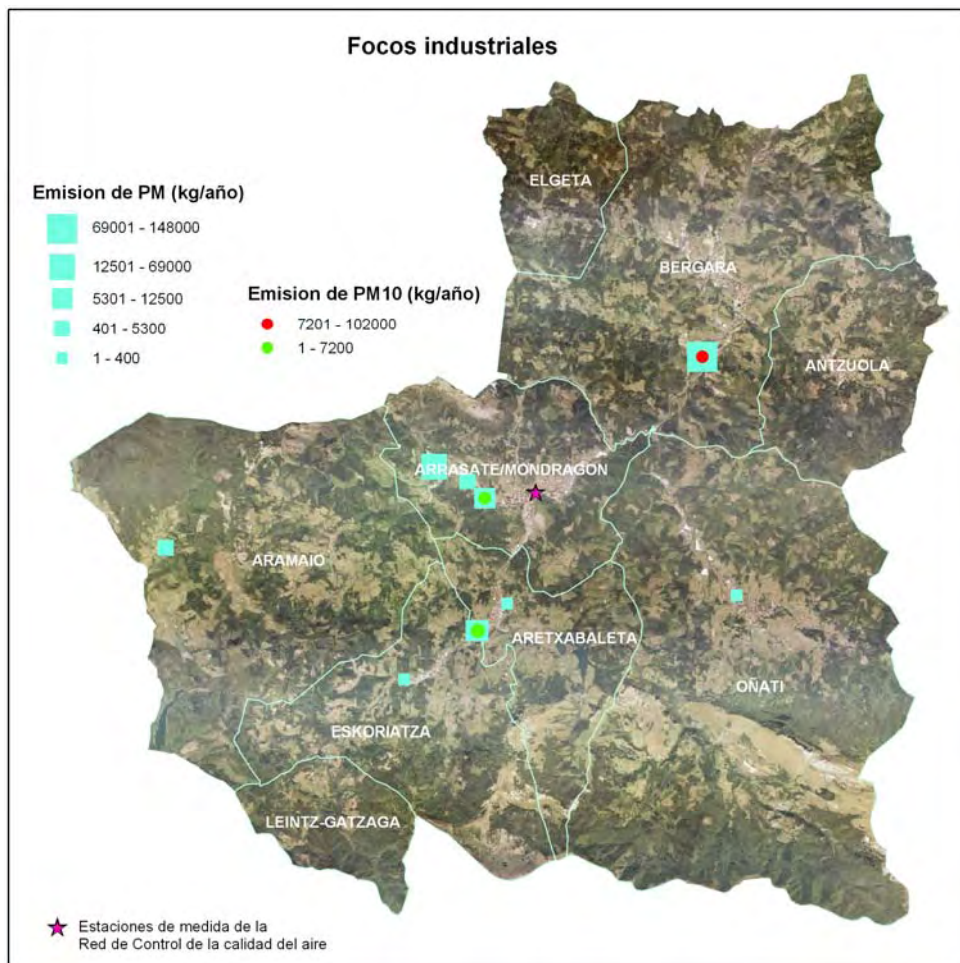 Focos industriales
Emision de PM (kg/año)
69001 - 148000
12501 - 69000
5301 - 12500
401 - 5300
1 - 400
Emision de PM10 (kg/año)
7201 - 102000
1 - 7200
ELGETA
BERGARA
ANTZUOLA
ARRASATE/MONDRAGON
ARAMAIO
ARETXABALETA
OÑATI
ESKORIATZA
LEINTZ-GATZAGA
Estaciones de medida de la
Red de Control de la calidad del aire